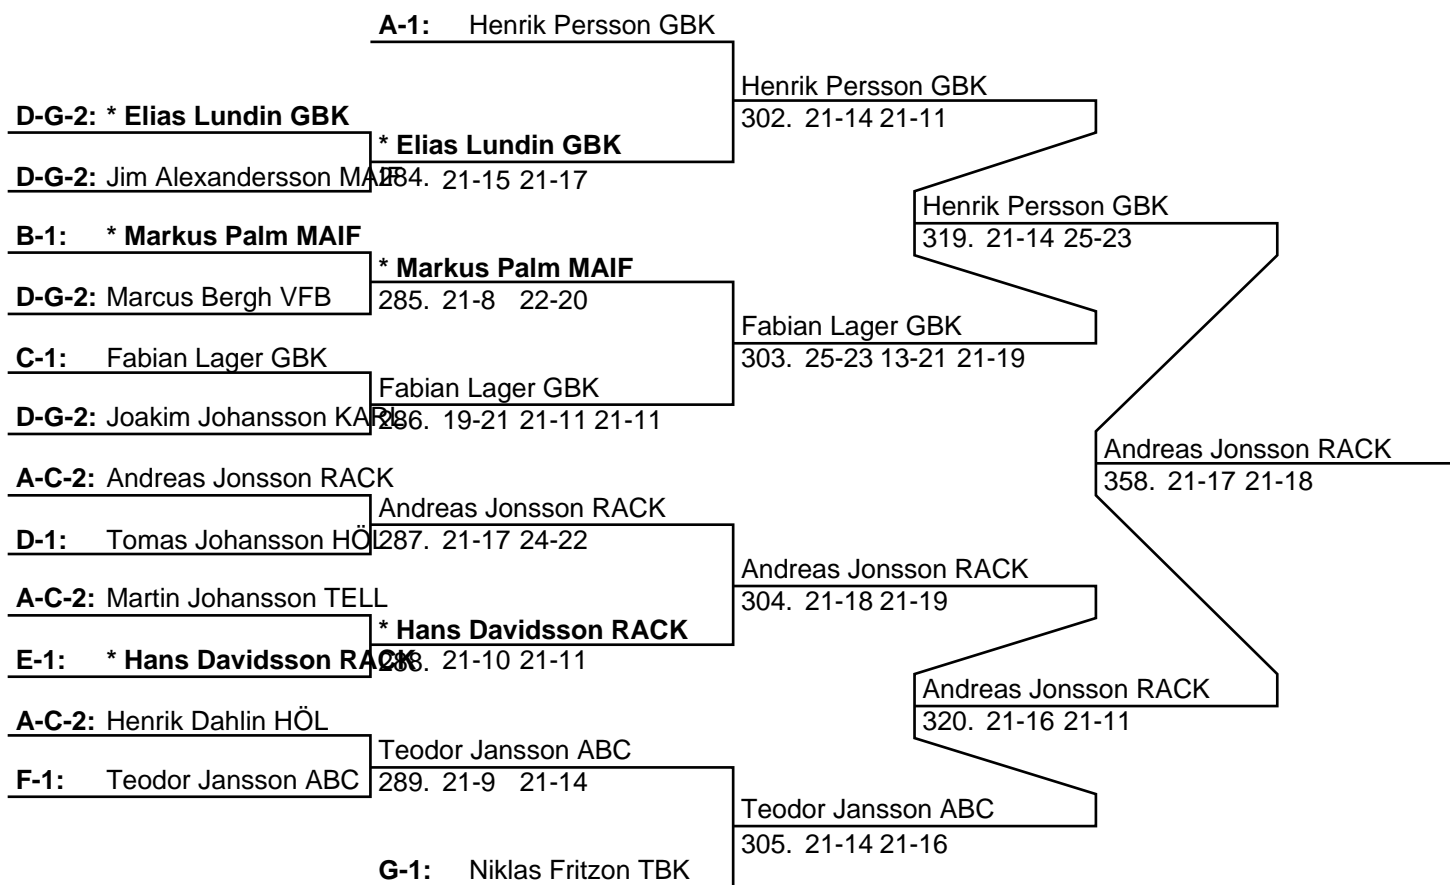 A-1: Henrik Persson GBK
Henrik Persson GBK
302. 21-14 21-11
D-G-2: * Elias Lundin GBK
* Elias Lundin GBK
284. 21-15 21-17
D-G-2: Jim Alexandersson MAIF
Henrik Persson GBK
319. 21-14 25-23
B-1: * Markus Palm MAIF
* Markus Palm MAIF
285. 21-8 22-20
D-G-2: Marcus Bergh VFB
Fabian Lager GBK
303. 25-23 13-21 21-19
C-1: Fabian Lager GBK
Fabian Lager GBK
286. 19-21 21-11 21-11
D-G-2: Joakim Johansson KARL
Andreas Jonsson RACK
358. 21-17 21-18
A-C-2: Andreas Jonsson RACK
Andreas Jonsson RACK
287. 21-17 24-22
D-1: Tomas Johansson HÖL
Andreas Jonsson RACK
304. 21-18 21-19
A-C-2: Martin Johansson TELL
* Hans Davidsson RACK
288. 21-10 21-11
E-1: * Hans Davidsson RACK
Andreas Jonsson RACK
320. 21-16 21-11
A-C-2: Henrik Dahlin HÖL
Teodor Jansson ABC
289. 21-9 21-14
F-1: Teodor Jansson ABC
Teodor Jansson ABC
305. 21-14 21-16
G-1: Niklas Fritzon TBK